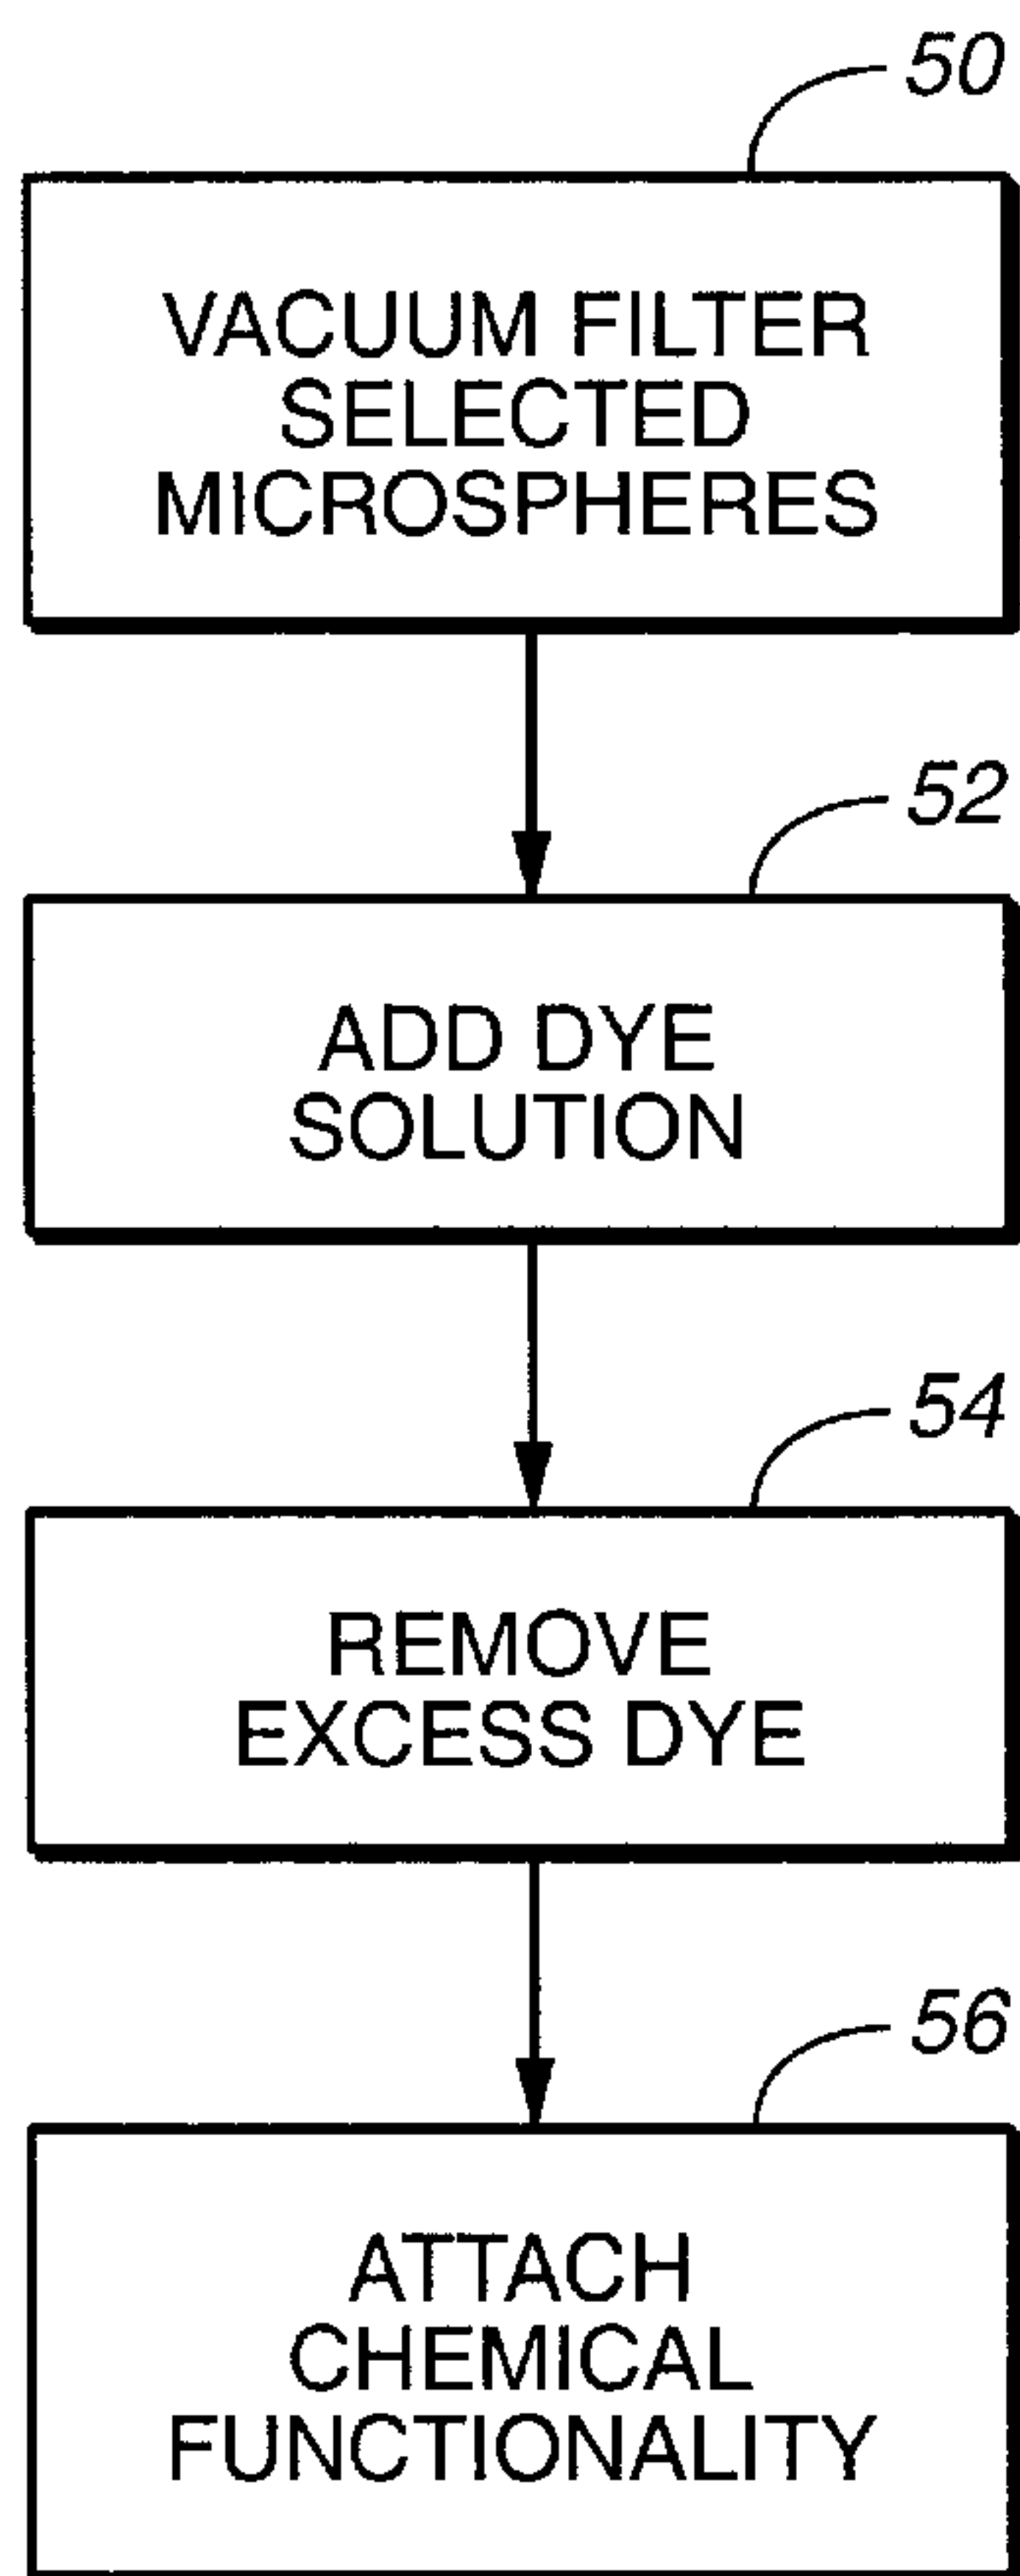 50
VACUUM FILTER
SELECTED
MICROSPHERES
52
ADD DYE
SOLUTION
54
REMOVE
EXCESS DYE
56
ATTACH
CHEMICAL
FUNCTIONALITY